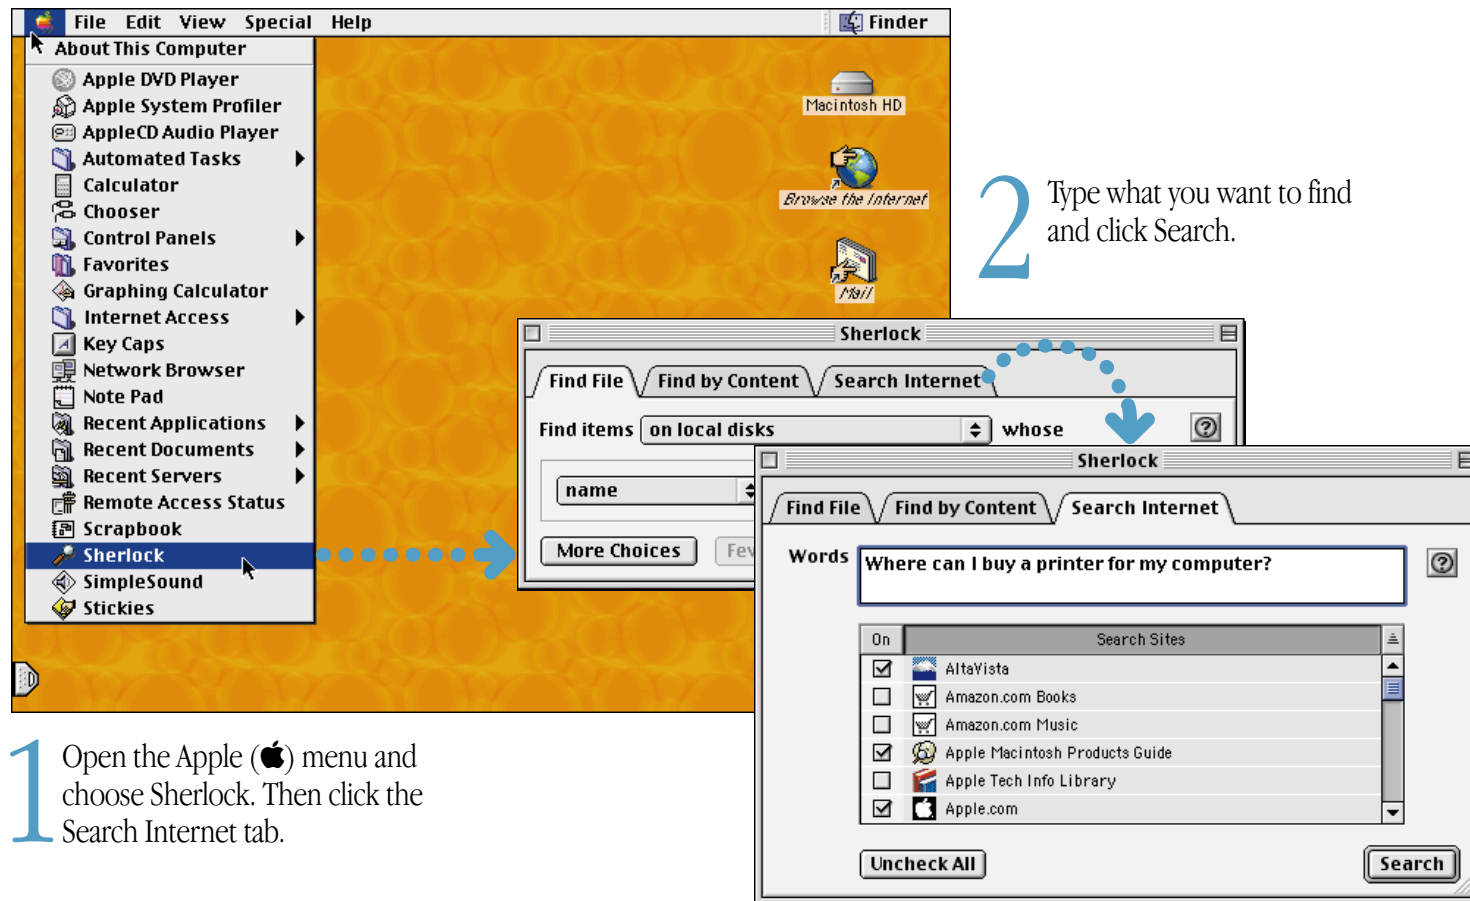 File Edit View Special Help
Finder
About This Computer
Apple DVD Player
Apple System Profiler
AppleCD Audio Player
Automated Tasks
Calculator
Chooser
Control Panels
Favorites
Graphing Calculator
Internet Access
Key Caps
Network Browser
Note Pad
Recent Applications
Recent Documents
Recent Servers
Remote Access Status
Scrapbook
Sherlock
SimpleSound
Stickies
Macintosh HD
Browse the Internet
Mail
1
Open the Apple () menu and
choose Sherlock. Then click the
Search Internet tab.
2
Type what you want to find
and click Search.
Sherlock
Find File
Find by Content
Search Internet
Find items
on local disks
whose
?
name
More Choices
Few
Sherlock
Find File
Find by Content
Search Internet
Words
Where can I buy a printer for my computer?
?
On
Search Sites
AltaVista
Amazon.com Books
Amazon.com Music
Apple Macintosh Products Guide
Apple Tech Info Library
Apple.com
Uncheck All
Search